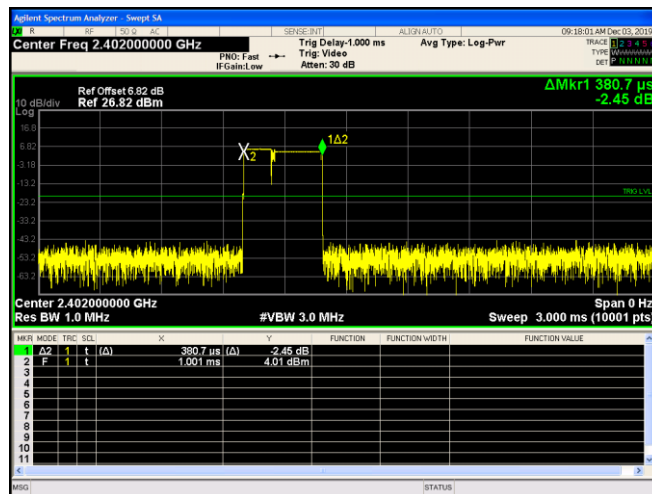 Agilent Spectrum Analyzer - Swept SA
R RF 50 Ω AC SENSE:INT ALIGN AUTO 09:18:01 AM Dec 03, 2019
Center Freq 2.402000000 GHz Trig Delay-1.000 ms Avg Type: Log-Pwr TRACE 1 2 3 4 5
PNO: Fast Trig: Video TYPE
IFGain:Low Atten: 30 dB DET P N N N N
Ref Offset 6.82 dB ΔMkr1 380.7 µs
10 dB/div Ref 26.82 dBm -2.45 dB
Log
16.8
6.82 1Δ2
X2
-3.18
-13.2
TRIG LVL
-23.2
-33.2
-43.2
-53.2
-63.2
Center 2.402000000 GHz Span 0 Hz
Res BW 1.0 MHz #VBW 3.0 MHz Sweep 3.000 ms (10001 pts)
MKR MODE TRC SCL X Y FUNCTION FUNCTION WIDTH FUNCTION VALUE
1 Δ2 1 t (Δ) 380.7 µs (Δ) -2.45 dB
2 F 1 t 1.001 ms 4.01 dBm
3
4
5
6
7
8
9
10
11
MSG STATUS